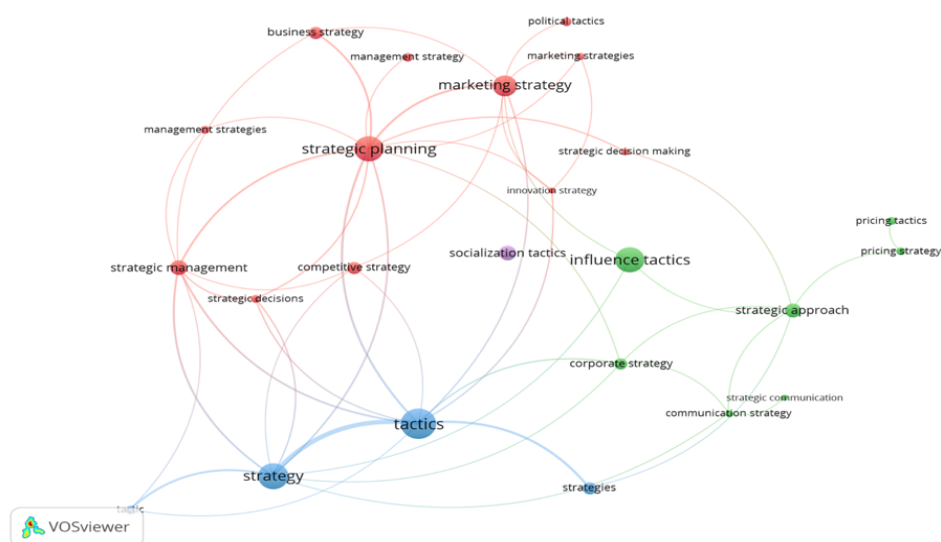 political tactics
business strategy
management strategy
marketing strategies
marketing strategy
management strategies
strategic planning
strategic decision making
innovation strategy
pricing tactics
pricing strategy
socialization tactics
influence tactics
strategic management
competitive strategy
strategic decisions
strategic approach
corporate strategy
strategic communication
communication strategy
tactics
strategy
strategies
tactic
VOSviewer